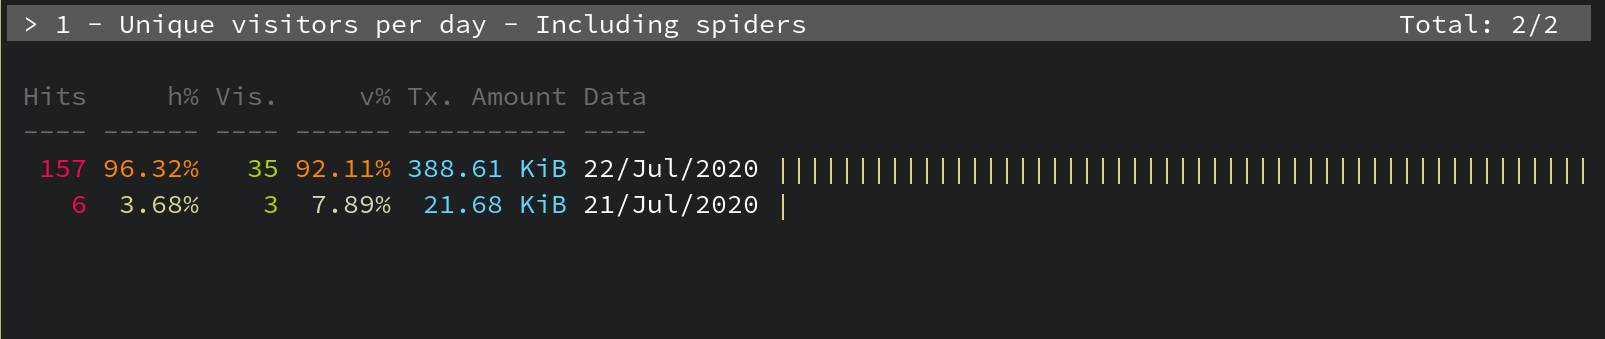 > 1 - Unique visitors per day - Including spiders Total: 2/2
Hits h% Vis. v% Tx. Amount Data
---- ------ ---- ------ ---------- ----
157 96.32% 35 92.11% 388.61 KiB 22/Jul/2020 |||||||||||||||||||||||||||||||||||||||||||||||||||
6 3.68% 3 7.89% 21.68 KiB 21/Jul/2020 |